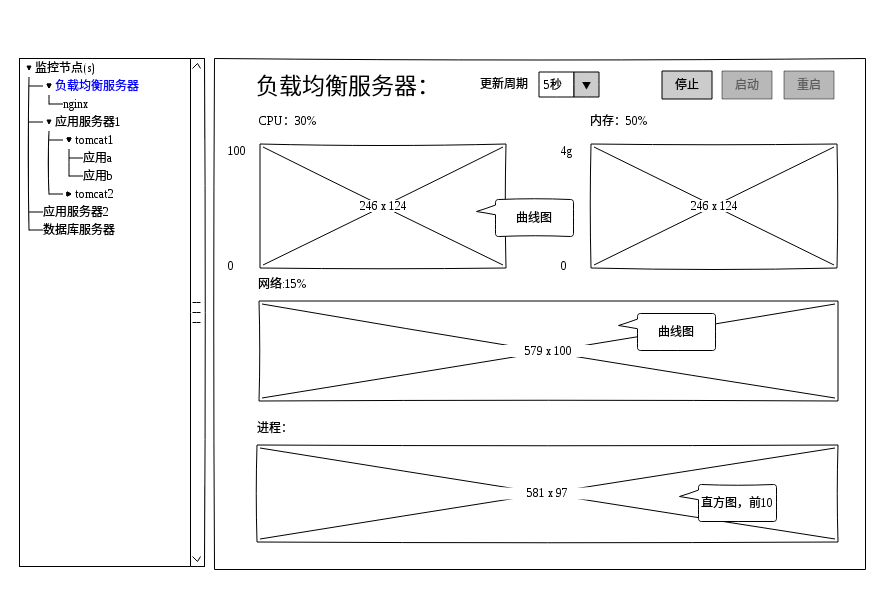 监控节点(s)
负载均衡服务器
nginx
应用服务器1
tomcat1
应用a
应用b
tomcat2
应用服务器2
数据库服务器
负载均衡服务器：
更新周期
5秒
停止
启动
重启
CPU：30%
内存：50%
100
4g
246 x 124
曲线图
246 x 124
0
0
网络:15%
曲线图
579 x 100
进程：
581 x 97
直方图，前10